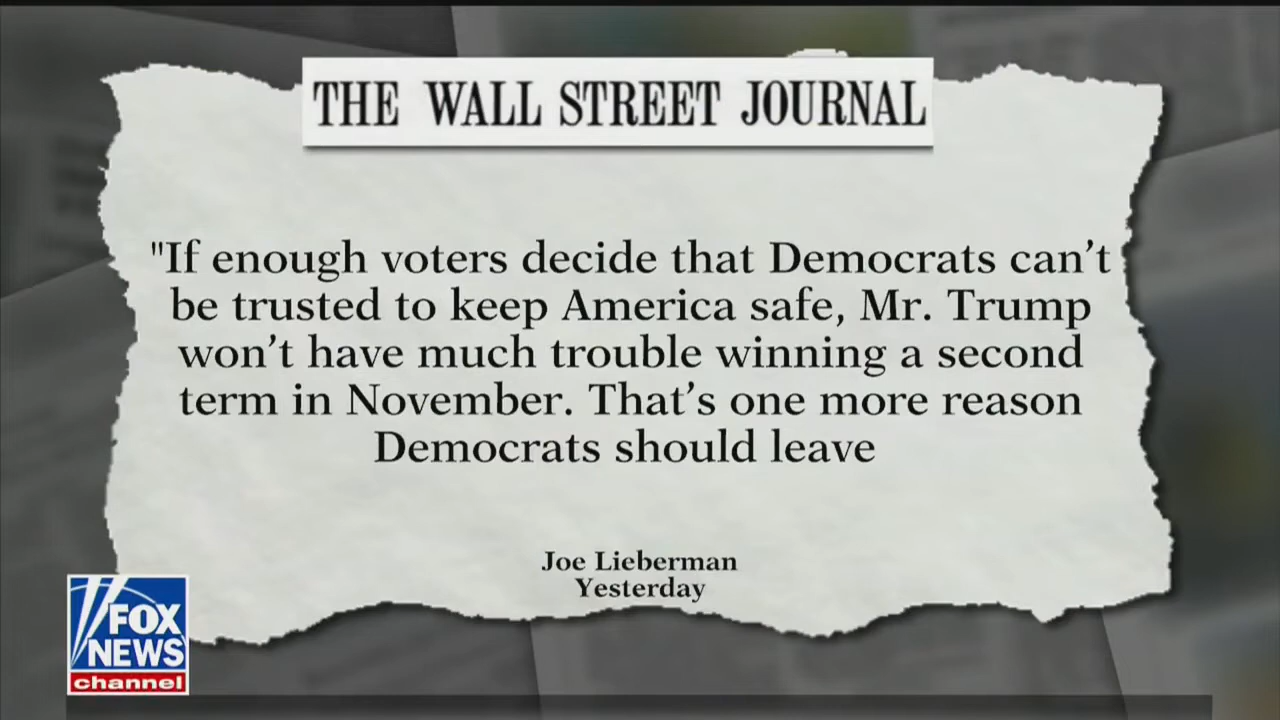 THE WALL STREET JOURNAL
"If enough voters decide that Democrats can't
be trusted to keep America safe, Mr. Trump
won't have much trouble winning a second
term in November. That's one more reason
Democrats should leave
Joe Lieberman
Yesterday
FOX
NEWS
channel